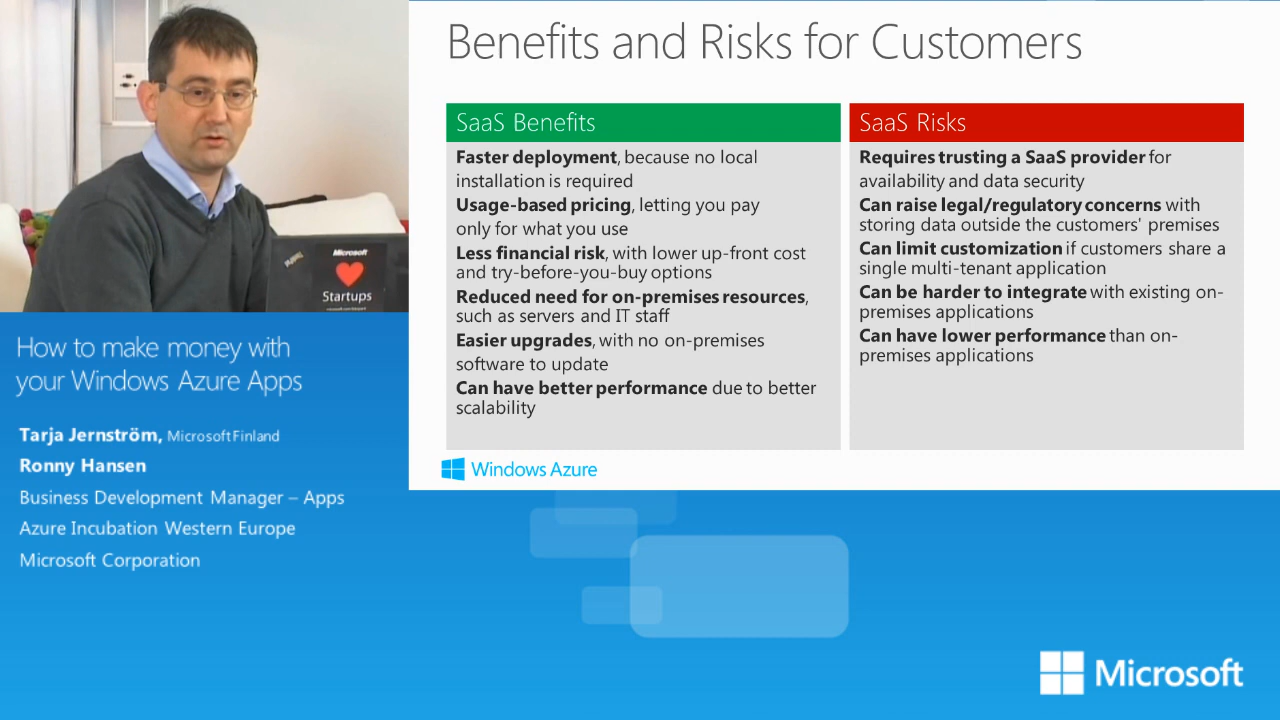 Benefits and Risks for Customers
SaaS Benefits
Faster deployment, because no local
installation is required
Usage-based pricing, letting you pay
only for what you use
Less financial risk, with lower up-front cost
and try-before-you-buy options
Reduced need for on-premises resources,
such as servers and IT staff
Easier upgrades, with no on-premises
software to update
Can have better performance due to better
scalability
SaaS Risks
Requires trusting a SaaS provider for
availability and data security
Can raise legal/regulatory concerns with
storing data outside the customers' premises
Can limit customization if customers share a
single multi-tenant application
Can be harder to integrate with existing on-
premises applications
Can have lower performance than on-
premises applications
Windows Azure
Microsoft
Startups
How to make money with
your Windows Azure Apps
Tarja Jernström, Microsoft Finland
Ronny Hansen
Business Development Manager – Apps
Azure Incubation Western Europe
Microsoft Corporation
Microsoft